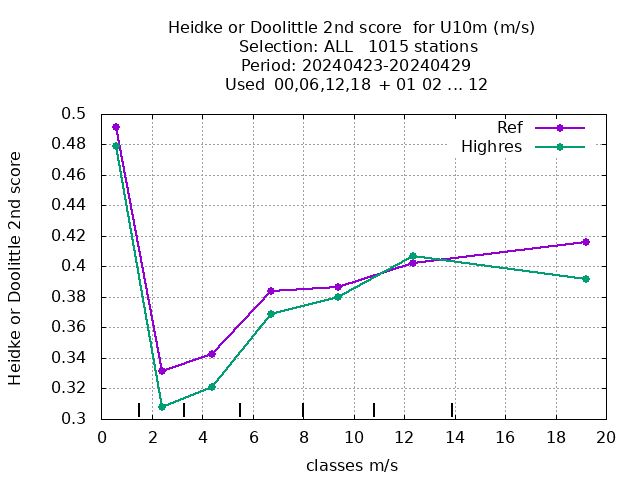 Heidke or Doolittle 2nd score  for U10m (m/s)
Selection: ALL   1015 stations
Period: 20240423-20240429
Used  00,06,12,18 + 01 02 ... 12
Ref
Highres
Heidke or Doolittle 2nd score
0.5
0.48
0.46
0.44
0.42
0.4
0.38
0.36
0.34
0.32
0.3
0 2 4 6 8 10 12 14 16 18 20
classes m/s